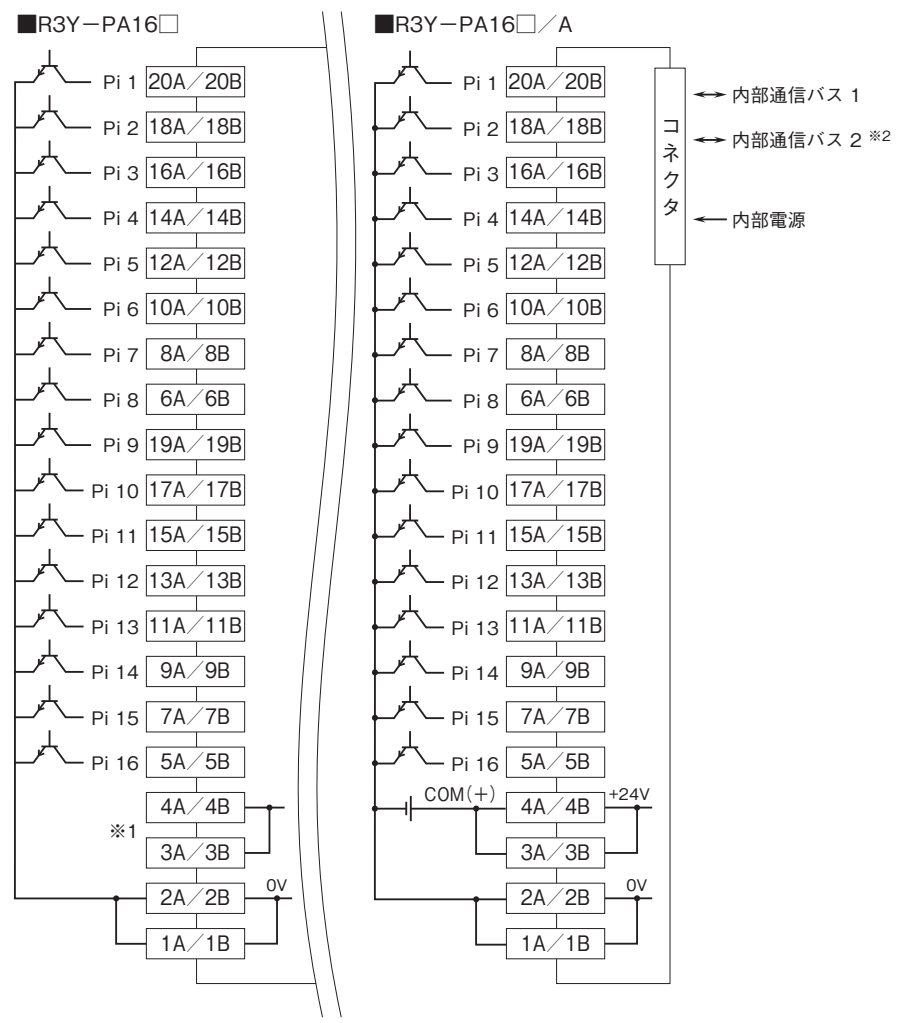 ■R3Y－PA16□
Pi 1 20A／20B
Pi 2 18A／18B
Pi 3 16A／16B
Pi 4 14A／14B
Pi 5 12A／12B
Pi 6 10A／10B
Pi 7 8A／8B
Pi 8 6A／6B
Pi 9 19A／19B
Pi 10 17A／17B
Pi 11 15A／15B
Pi 12 13A／13B
Pi 13 11A／11B
Pi 14 9A／9B
Pi 15 7A／7B
Pi 16 5A／5B
4A／4B
※1
3A／3B
2A／2B 0V
1A／1B
■R3Y－PA16□／A
Pi 1 20A／20B
Pi 2 18A／18B
Pi 3 16A／16B
Pi 4 14A／14B
Pi 5 12A／12B
Pi 6 10A／10B
Pi 7 8A／8B
Pi 8 6A／6B
Pi 9 19A／19B
Pi 10 17A／17B
Pi 11 15A／15B
Pi 12 13A／13B
Pi 13 11A／11B
Pi 14 9A／9B
Pi 15 7A／7B
Pi 16 5A／5B
COM(＋) 4A／4B +24V
3A／3B
2A／2B 0V
1A／1B
コネクタ
内部通信バス 1
内部通信バス 2 ※2
内部電源